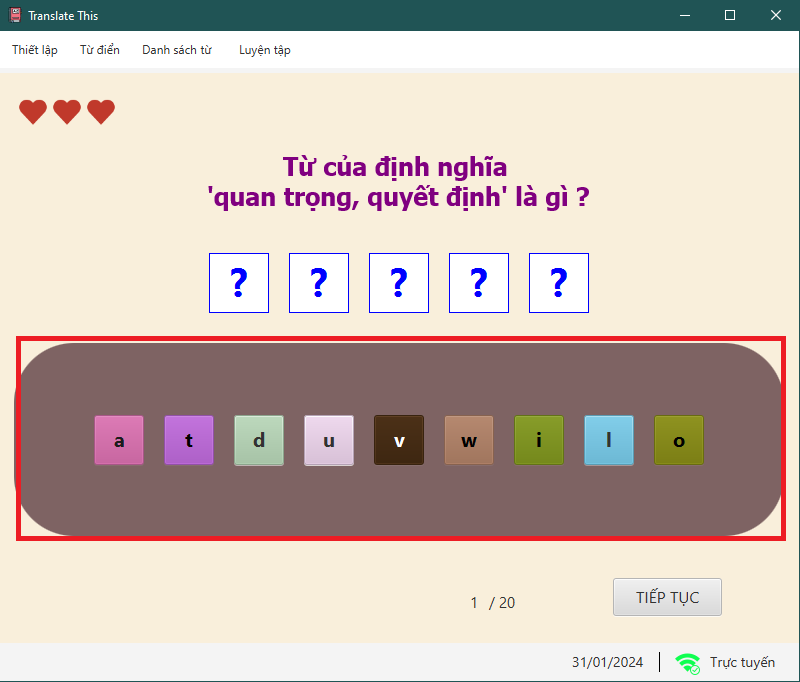 Translate This
Thiết lập Từ điển Danh sách từ Luyện tập
Từ của định nghĩa
'quan trọng, quyết định' là gì ?
? ? ? ? ?
a t d u v w i l o
1 / 20
TIẾP TỤC
31/01/2024 Trực tuyến